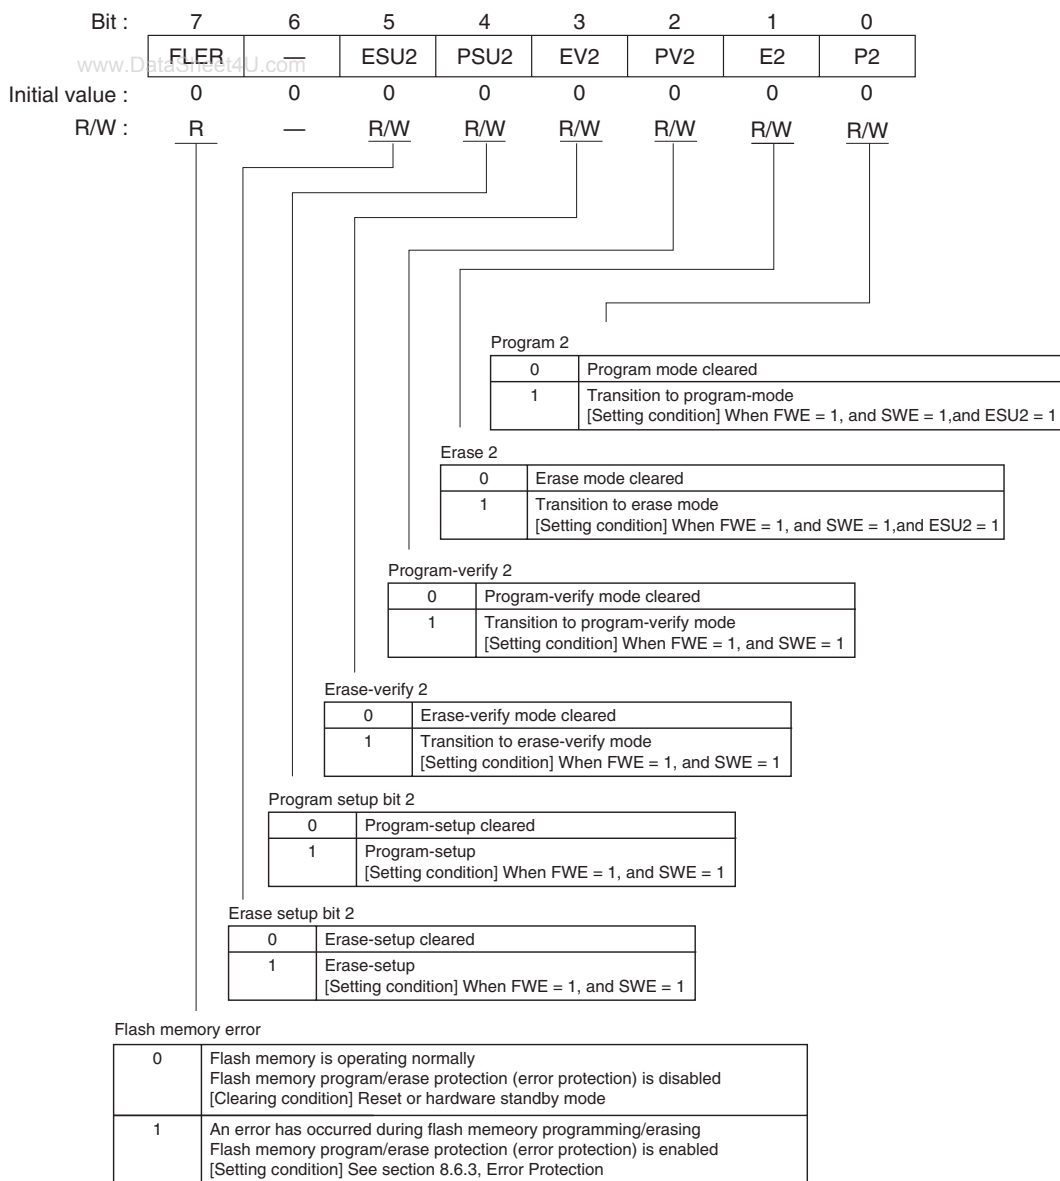 Bit : 7 6 5 4 3 2 1 0
FLER — ESU2 PSU2 EV2 PV2 E2 P2
www.DataSheet4U.com
Initial value : 0 0 0 0 0 0 0 0
R/W : R — R/W R/W R/W R/W R/W R/W
Program 2
0 Program mode cleared
1 Transition to program-mode
[Setting condition] When FWE = 1, and SWE = 1,and ESU2 = 1
Erase 2
0 Erase mode cleared
1 Transition to erase mode
[Setting condition] When FWE = 1, and SWE = 1,and ESU2 = 1
Program-verify 2
0 Program-verify mode cleared
1 Transition to program-verify mode
[Setting condition] When FWE = 1, and SWE = 1
Erase-verify 2
0 Erase-verify mode cleared
1 Transition to erase-verify mode
[Setting condition] When FWE = 1, and SWE = 1
Program setup bit 2
0 Program-setup cleared
1 Program-setup
[Setting condition] When FWE = 1, and SWE = 1
Erase setup bit 2
0 Erase-setup cleared
1 Erase-setup
[Setting condition] When FWE = 1, and SWE = 1
Flash memory error
0 Flash memory is operating normally
Flash memory program/erase protection (error protection) is disabled
[Clearing condition] Reset or hardware standby mode
1 An error has occurred during flash memeory programming/erasing
Flash memory program/erase protection (error protection) is enabled
[Setting condition] See section 8.6.3, Error Protection